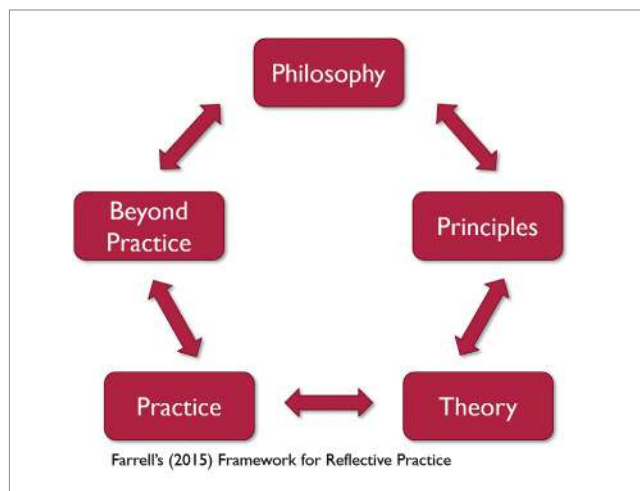 Philosophy
Beyond
Practice
Principles
Practice
Theory
Farrell's (2015) Framework for Reflective Practice